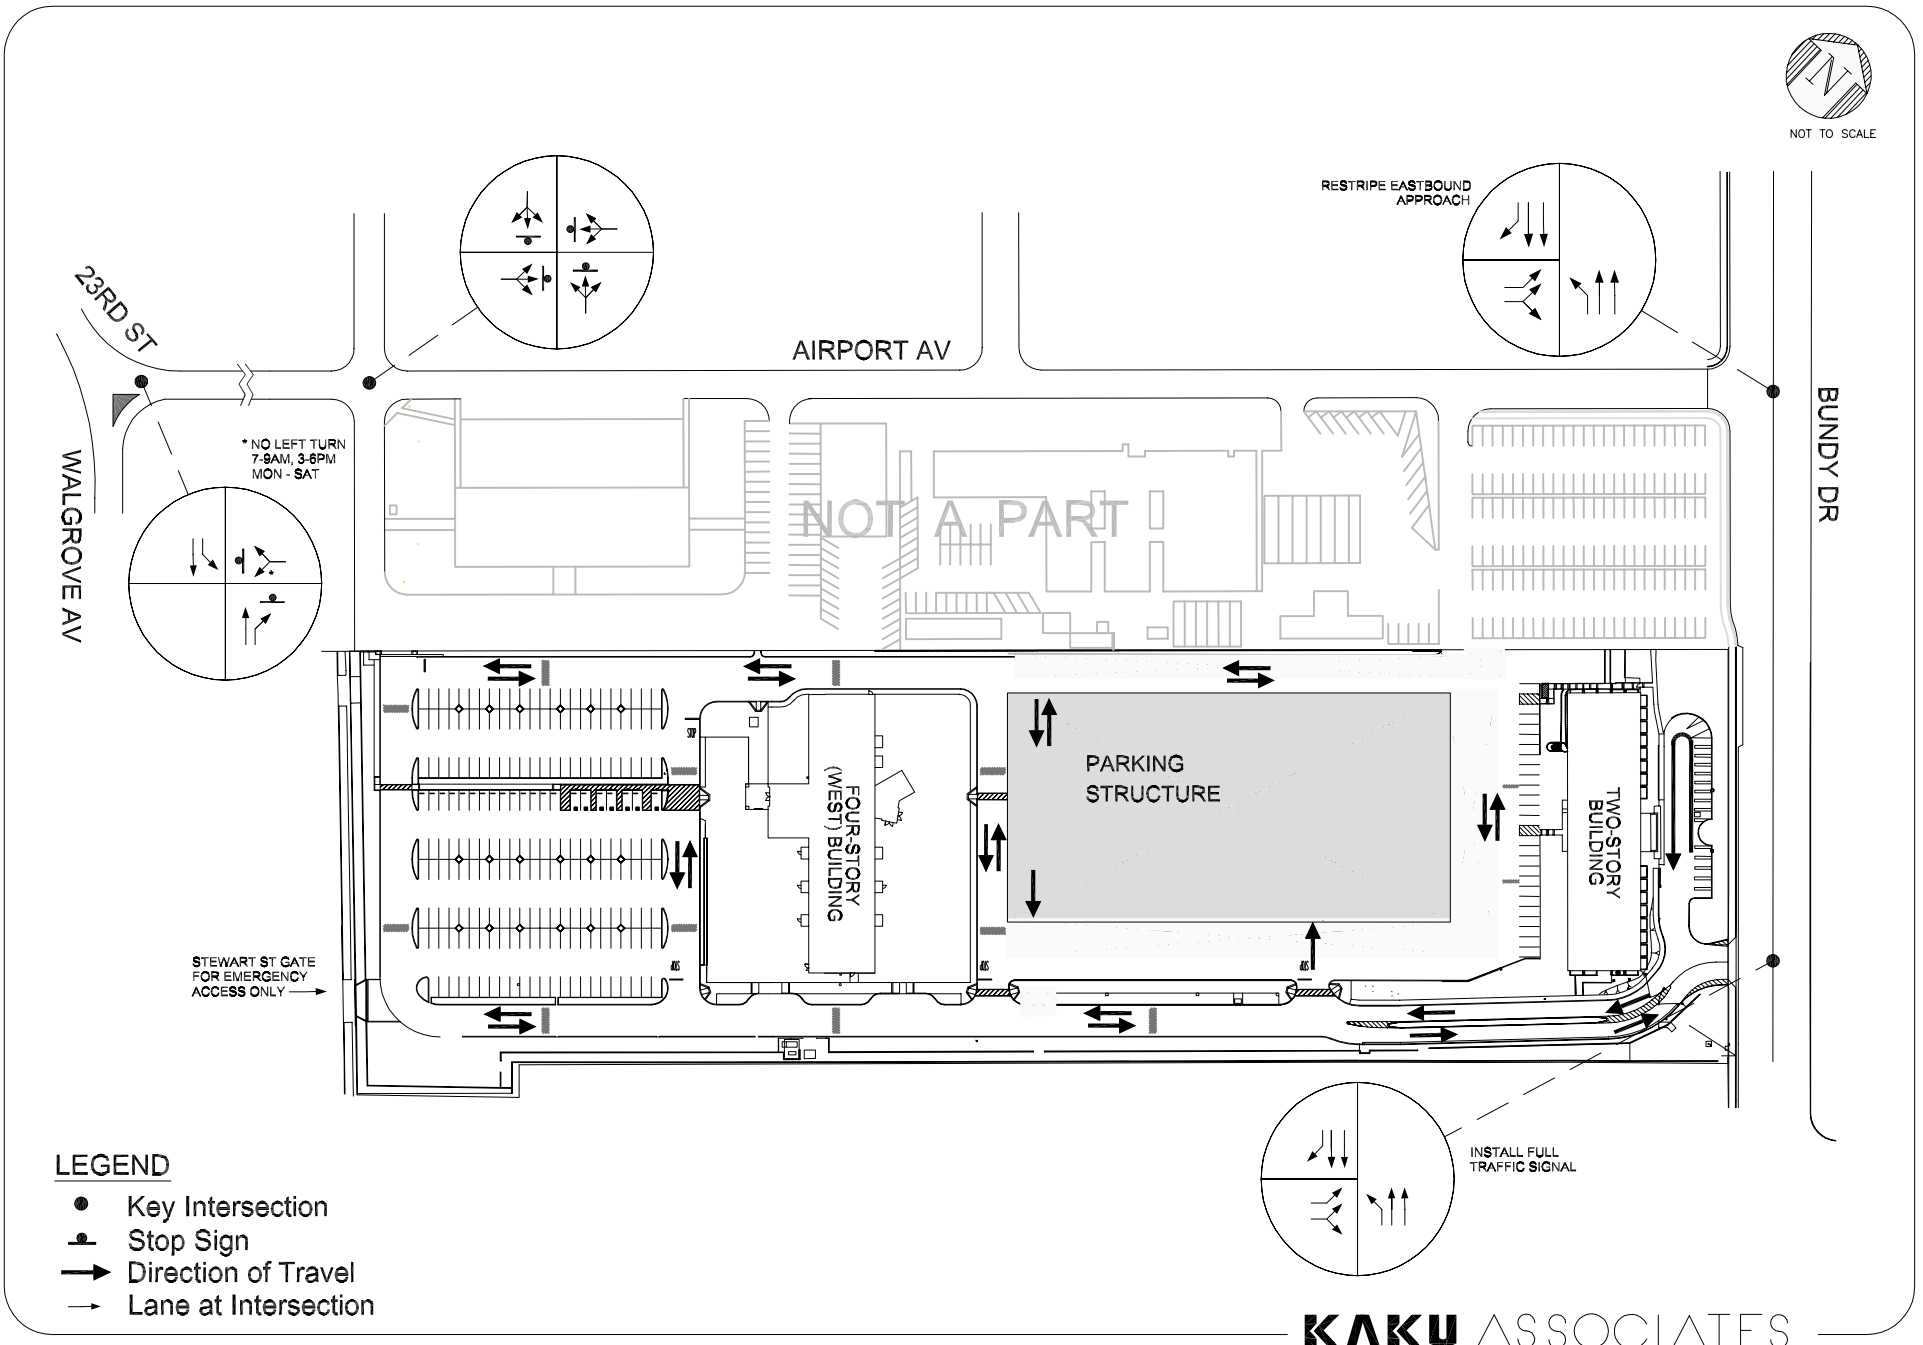 N
NOT TO SCALE
RESTRIPE EASTBOUND
APPROACH
23RD ST
AIRPORT AV
BUNDY DR
* NO LEFT TURN
7-9AM, 3-6PM
MON - SAT
WALGROVE AV
NOT A PART
*
STOP
PARKING
STRUCTURE
FOUR-STORY
(WEST) BUILDING
TWO-STORY
BUILDING
STEWART ST GATE
FOR EMERGENCY
ACCESS ONLY
STOP
STOP
STOP
INSTALL FULL
TRAFFIC SIGNAL
LEGEND
Key Intersection
Stop Sign
Direction of Travel
Lane at Intersection
KAKU ASSOCIATES